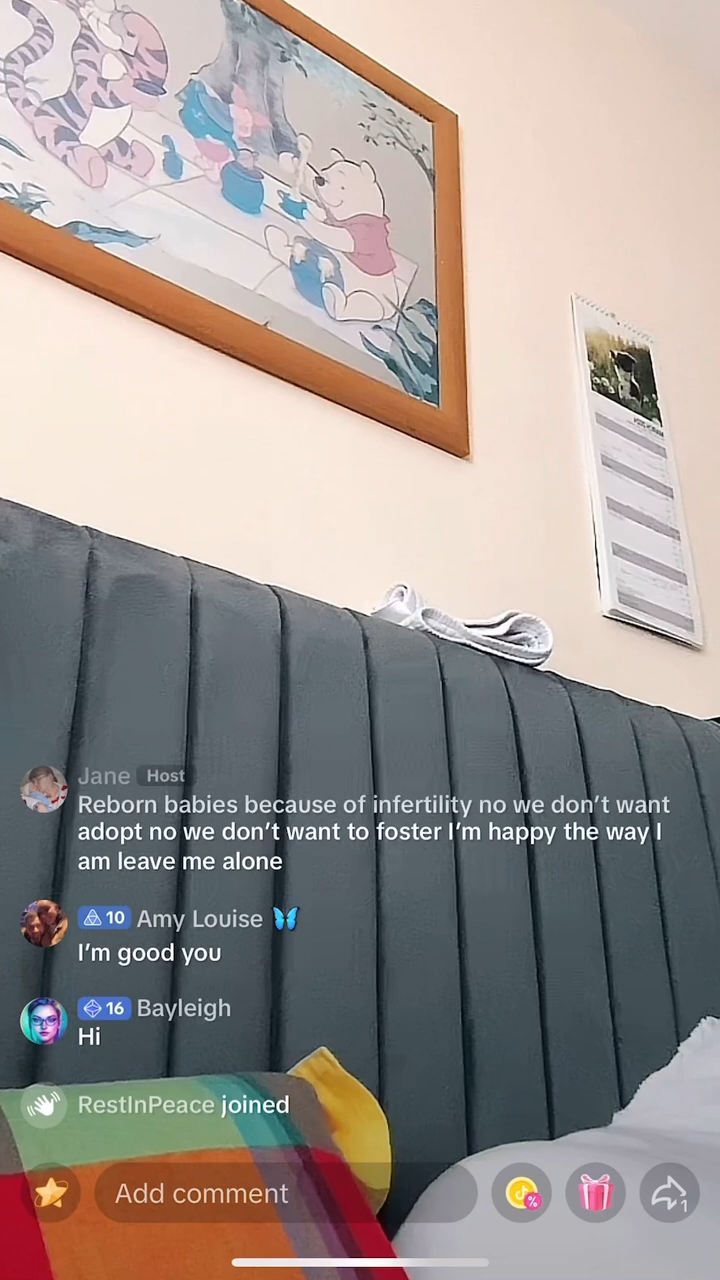 Jane Host
Reborn babies because of infertility no we don’t want
adopt no we don’t want to foster I’m happy the way I
am leave me alone
10 Amy Louise 🦋
I’m good you
16 Bayleigh
Hi
RestInPeace joined
Add comment
1